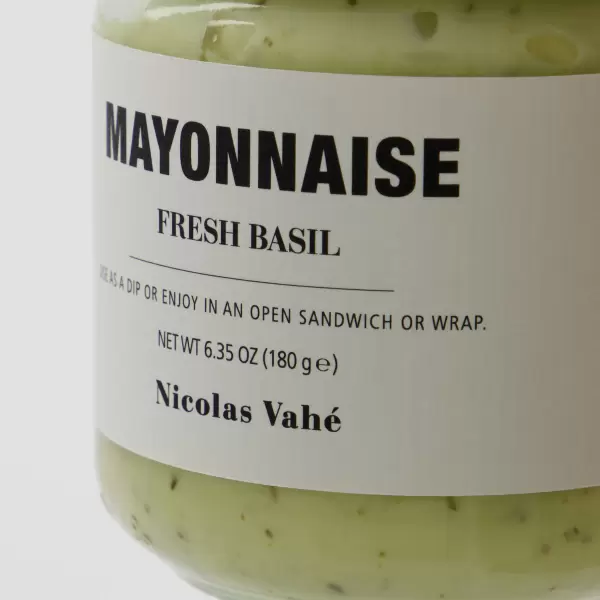 MAYONNAISE
FRESH BASIL
AS A DIP OR ENJOY IN AN OPEN SANDWICH OR WRAP.
NET WT 6.35 OZ (180 g ℮)
Nicolas Vahé